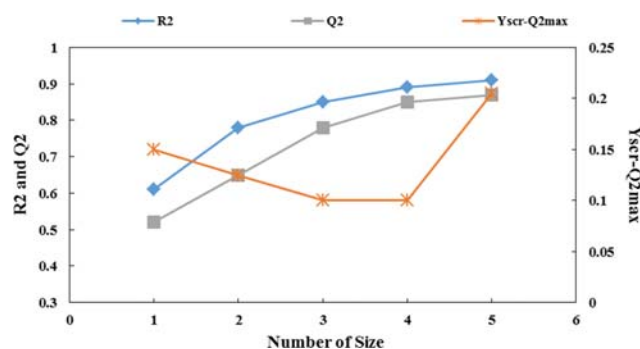 R2 Q2 Yscr-Q2max
1 0.25
0.9
0.8 0.2
0.7 0.15
0.6
0.5 0.1
0.4 0.05
0.3 0
0 1 2 3 4 5 6
R2 and Q2
Yscr-Q2max
Number of Size